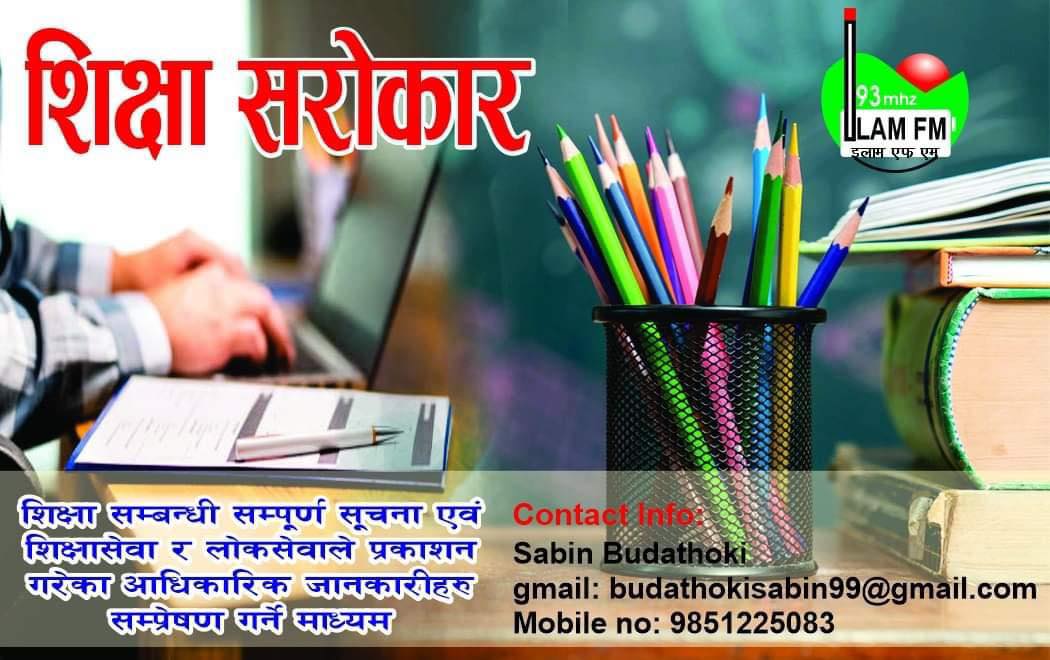 शिक्षा सरोकार
93mhz
ILAM FM
इलाम एफ एम
शिक्षा सम्बन्धी सम्पूर्ण सूचना एवं
शिक्षासेवा र लोकसेवाले प्रकाशन
गरेका आधिकारिक जानकारीहरु
सम्प्रेषण गर्ने माध्यम
Contact Info:
Sabin Budathoki
gmail: budathokisabin99@gmail.com
Mobile no: 9851225083